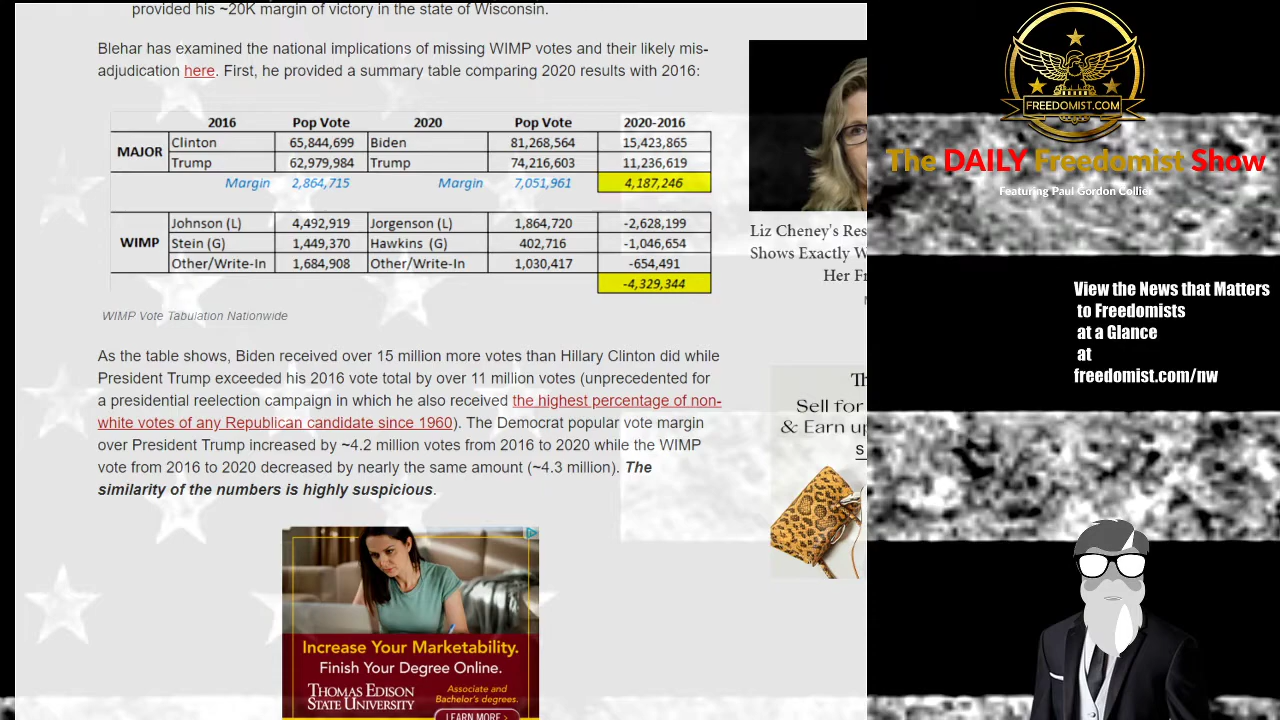 provided his ~20K margin of victory in the state of Wisconsin.
Blehar has examined the national implications of missing WIMP votes and their likely mis-
adjudication here. First, he provided a summary table comparing 2020 results with 2016:
2016 Pop Vote 2020 Pop Vote 2020-2016
MAJOR Clinton 65,844,699 Biden 81,268,564 15,423,865
Trump 62,979,984 Trump 74,216,603 11,236,619
Margin 2,864,715 Margin 7,051,961 4,187,246
WIMP Johnson (L) 4,492,919 Jorgenson (L) 1,864,720 -2,628,199
Stein (G) 1,449,370 Hawkins (G) 402,716 -1,046,654
Other/Write-In 1,684,908 Other/Write-In 1,030,417 -654,491
-4,329,344
WIMP Vote Tabulation Nationwide
As the table shows, Biden received over 15 million more votes than Hillary Clinton did while
President Trump exceeded his 2016 vote total by over 11 million votes (unprecedented for
a presidential reelection campaign in which he also received the highest percentage of non-
white votes of any Republican candidate since 1960). The Democrat popular vote margin
over President Trump increased by ~4.2 million votes from 2016 to 2020 while the WIMP
vote from 2016 to 2020 decreased by nearly the same amount (~4.3 million). The
similarity of the numbers is highly suspicious.
Increase Your Marketability.
Finish Your Degree Online.
THOMAS EDISON
STATE UNIVERSITY
Associate and
Bachelor's degrees.
LEARN MORE >
Liz Cheney's Res
Shows Exactly W
Her Fr
Th
Sell for
& Earn up
S
FREEDOMIST.COM
The DAILY Freedomist Show
Featuring Paul Gordon Collier
View the News that Matters
to Freedomists
at a Glance
at
freedomist.com/nw